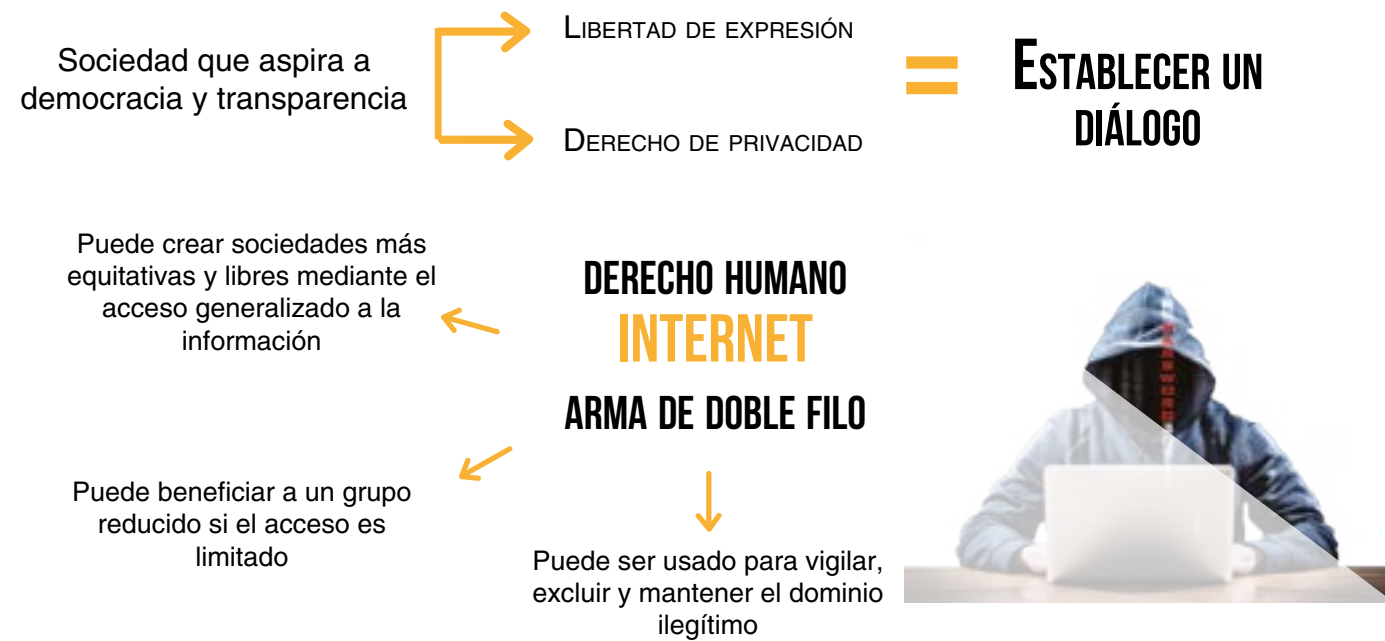 Sociedad que aspira a
democracia y transparencia
LIBERTAD DE EXPRESIÓN
DERECHO DE PRIVACIDAD
=
ESTABLECER UN
DIÁLOGO
Puede crear sociedades más
equitativas y libres mediante el
acceso generalizado a la
información
DERECHO HUMANO
INTERNET
ARMA DE DOBLE FILO
Puede beneficiar a un grupo
reducido si el acceso es
limitado
Puede ser usado para vigilar,
excluir y mantener el dominio
ilegítimo